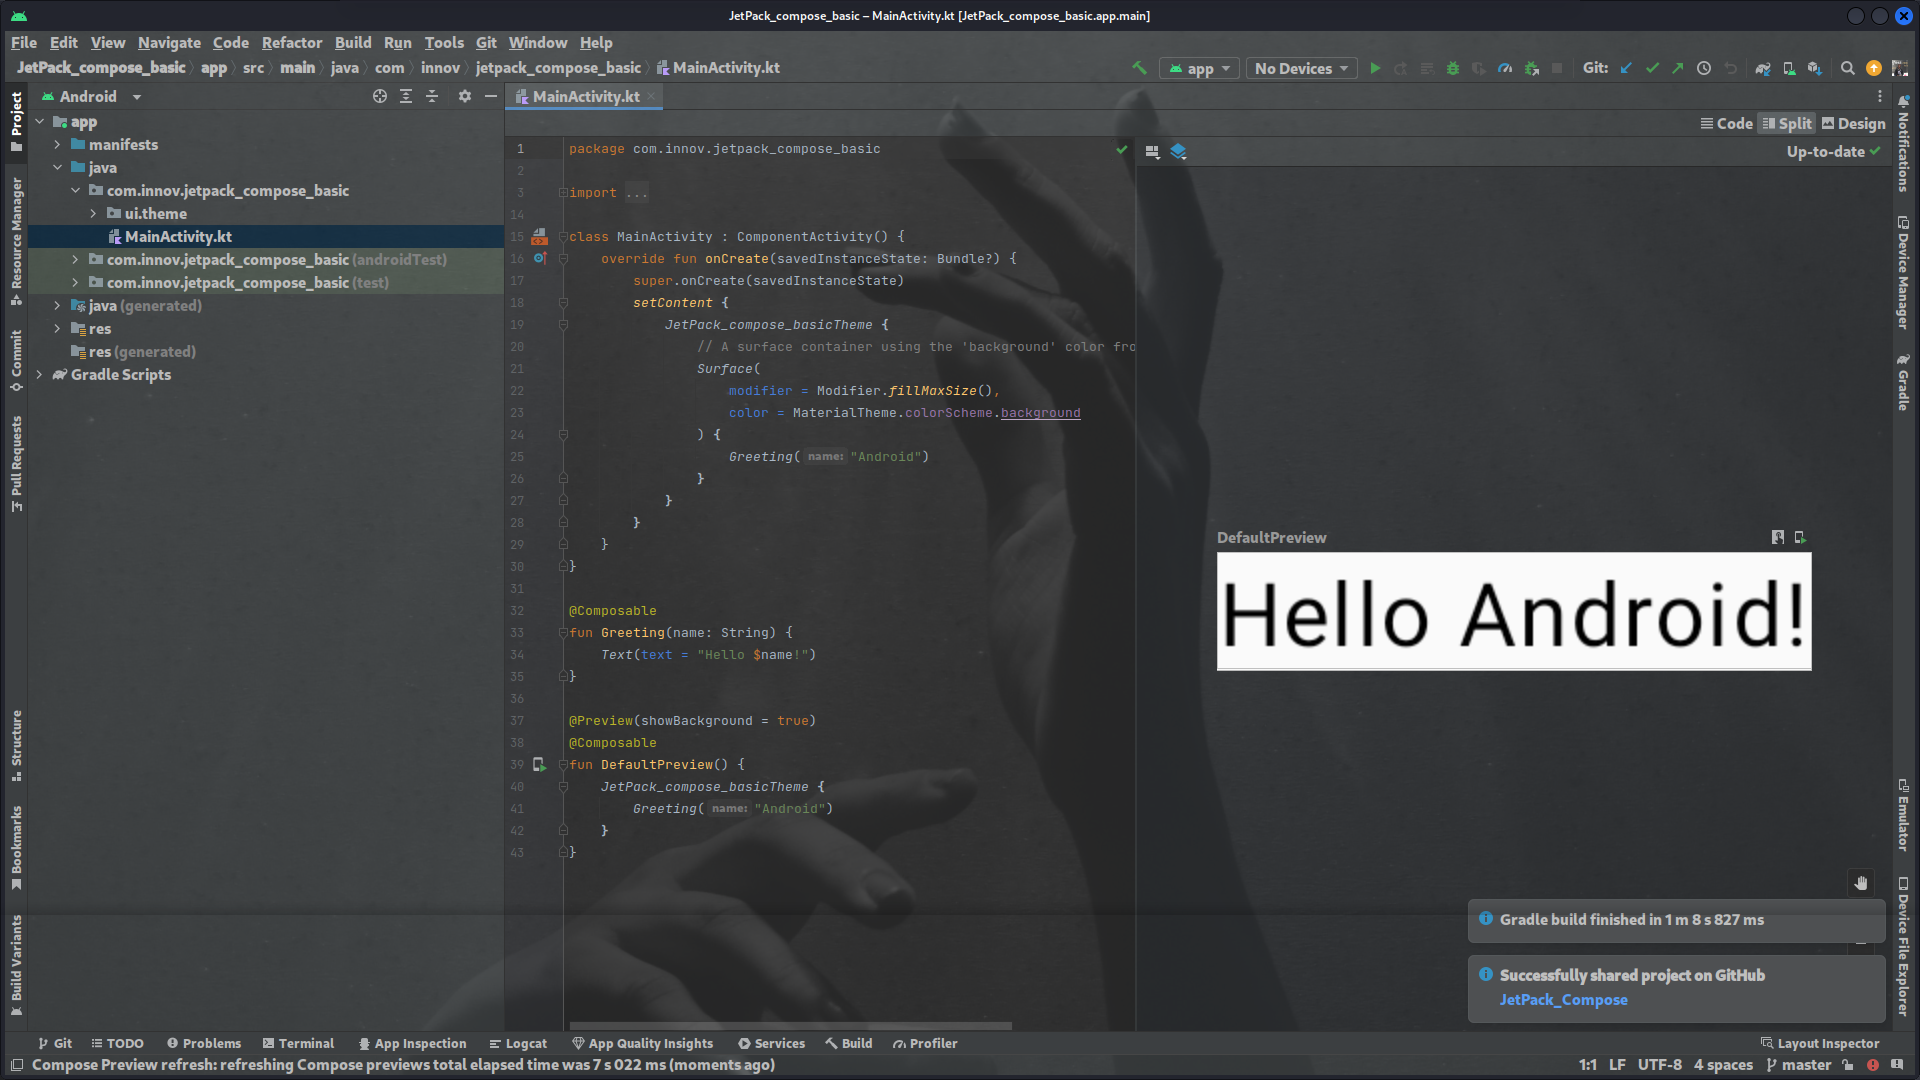 JetPack_compose_basic – MainActivity.kt [JetPack_compose_basic.app.main]
File Edit View Navigate Code Refactor Build Run Tools Git Window Help
JetPack_compose_basic app src main java com innov jetpack_compose_basic MainActivity.kt
app No Devices Git:
Project
Resource Manager
Commit
Pull Requests
Structure
Bookmarks
Build Variants
Android
app
manifests
java
com.innov.jetpack_compose_basic
ui.theme
MainActivity.kt
com.innov.jetpack_compose_basic (androidTest)
com.innov.jetpack_compose_basic (test)
java (generated)
res
res (generated)
Gradle Scripts
MainActivity.kt
Code Split Design
Up-to-date
1 package com.innov.jetpack_compose_basic
2
3 import ...
14
15 class MainActivity : ComponentActivity() {
16 override fun onCreate(savedInstanceState: Bundle?) {
17 super.onCreate(savedInstanceState)
18 setContent {
19 JetPack_compose_basicTheme {
20 // A surface container using the 'background' color fro
21 Surface(
22 modifier = Modifier.fillMaxSize(),
23 color = MaterialTheme.colorScheme.background
24 ) {
25 Greeting( name: "Android")
26 }
27 }
28 }
29 }
30 }
31
32 @Composable
33 fun Greeting(name: String) {
34 Text(text = "Hello $name!")
35 }
36
37 @Preview(showBackground = true)
38 @Composable
39 fun DefaultPreview() {
40 JetPack_compose_basicTheme {
41 Greeting( name: "Android")
42 }
43 }
DefaultPreview
Hello Android!
Notifications
Device Manager
Gradle
Emulator
Device File Explorer
Gradle build finished in 1 m 8 s 827 ms
Successfully shared project on GitHub
JetPack_Compose
Git TODO Problems Terminal App Inspection Logcat App Quality Insights Services Build Profiler Layout Inspector
Compose Preview refresh: refreshing Compose previews total elapsed time was 7 s 022 ms (moments ago) 1:1 LF UTF-8 4 spaces master